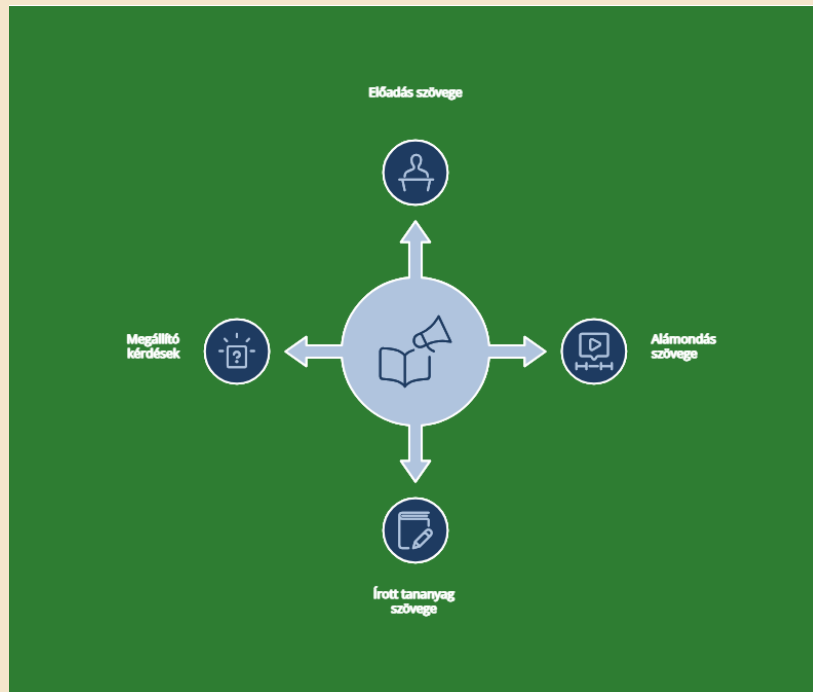 Előadás szövege
Megállító
kérdések
Alámondás
szövege
Írott tananyag
szövege
?